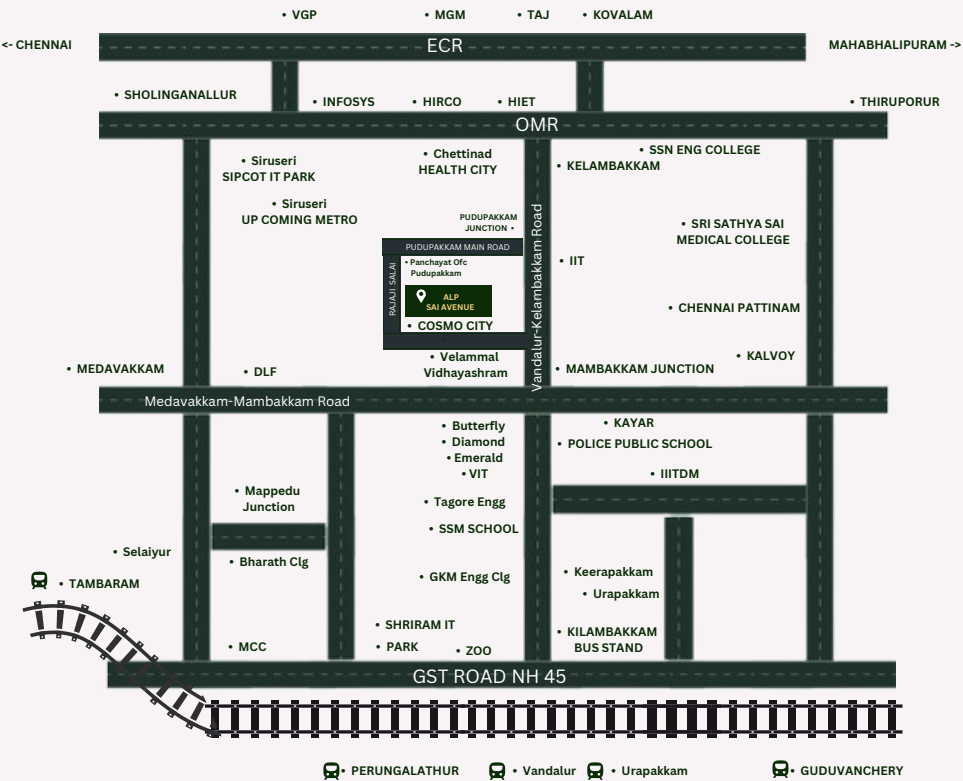 • VGP
• MGM
• TAJ
• KOVALAM
<- CHENNAI
ECR
MAHABHALIPURAM ->
• SHOLINGANALLUR
• INFOSYS
• HIRCO
• HIET
• THIRUPORUR
OMR
• Siruseri
SIPCOT IT PARK
• Chettinad
HEALTH CITY
• SSN ENG COLLEGE
• KELAMBAKKAM
• Siruseri
UP COMING METRO
PUDUPAKKAM
JUNCTION •
• SRI SATHYA SAI
MEDICAL COLLEGE
PUDUPAKKAM MAIN ROAD
Vandalur-Kelambakkam Road
RAJAJI SALAI
• Panchayat Ofc
Pudupakkam
• IIT
ALP
SAI AVENUE
• CHENNAI PATTINAM
• COSMO CITY
• Velammal
Vidhayashram
• KALVOY
• MEDAVAKKAM
• DLF
• MAMBAKKAM JUNCTION
Medavakkam-Mambakkam Road
• Butterfly
• Diamond
• Emerald
• VIT
• KAYAR
• POLICE PUBLIC SCHOOL
• IIITDM
• Mappedu
Junction
• Tagore Engg
• SSM SCHOOL
• Selaiyur
• Bharath Clg
• GKM Engg Clg
• Keerapakkam
• Urapakkam
• TAMBARAM
• SHRIRAM IT
• PARK
• ZOO
• KILAMBAKKAM
BUS STAND
• MCC
GST ROAD NH 45
• PERUNGALATHUR
• Vandalur
• Urapakkam
• GUDUVANCHERY